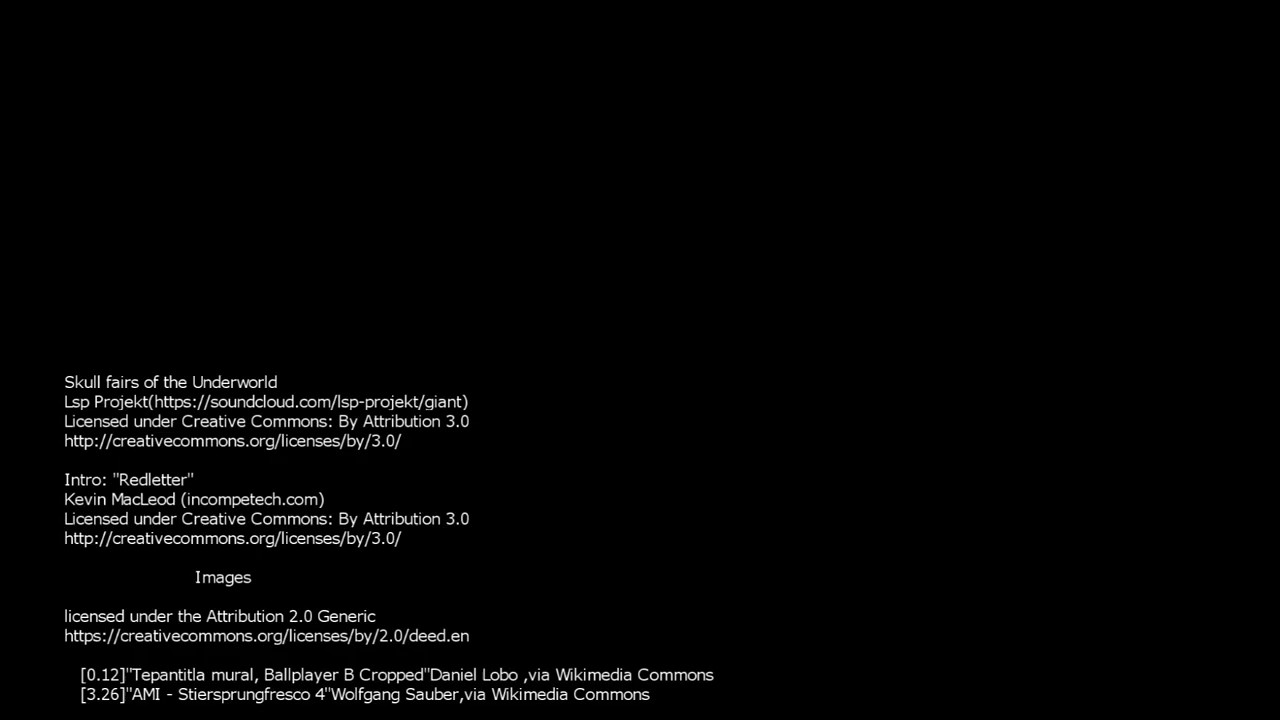 Skull fairs of the Underworld
Lsp Projekt(https://soundcloud.com/lsp-projekt/giant)
Licensed under Creative Commons: By Attribution 3.0
http://creativecommons.org/licenses/by/3.0/
Intro: "Redletter"
Kevin MacLeod (incompetech.com)
Licensed under Creative Commons: By Attribution 3.0
http://creativecommons.org/licenses/by/3.0/
Images
licensed under the Attribution 2.0 Generic
https://creativecommons.org/licenses/by/2.0/deed.en
[0.12]"Tepantitla mural, Ballplayer B Cropped"Daniel Lobo ,via Wikimedia Commons
[3.26]"AMI - Stiersprungfresco 4"Wolfgang Sauber,via Wikimedia Commons